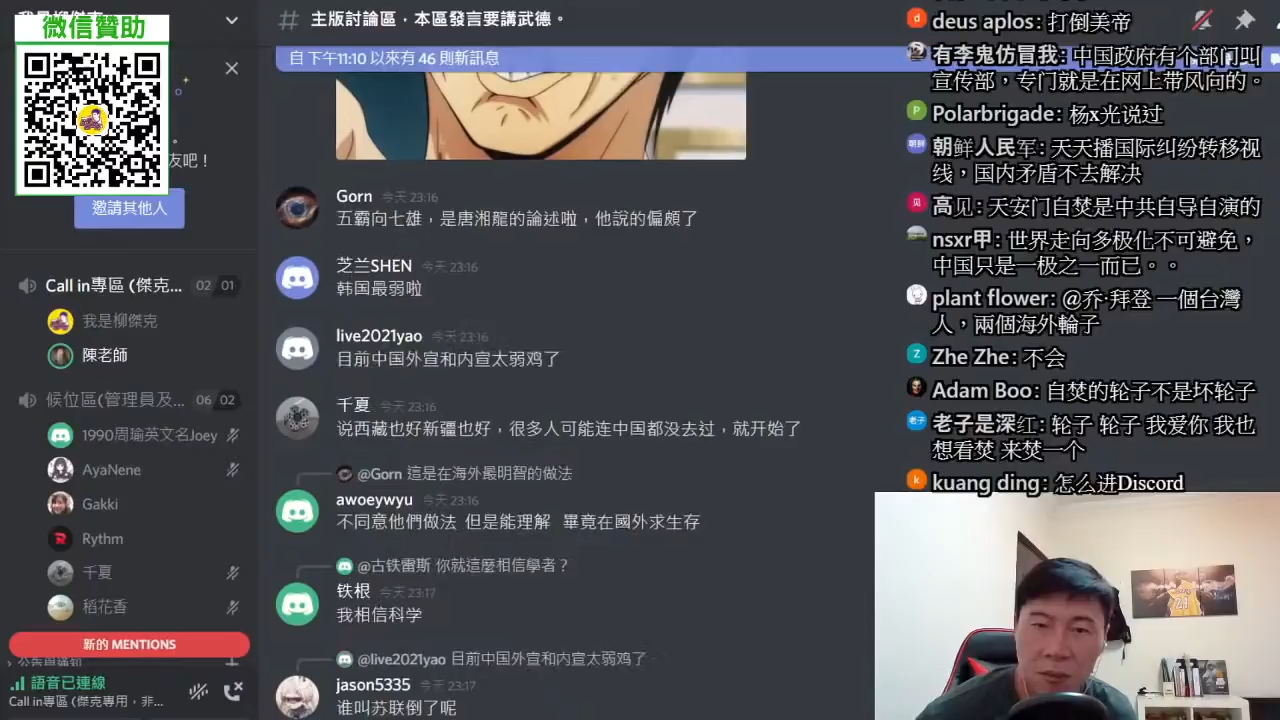 微信贊助
友吧！
邀請其他人
Call in專區 (傑克...
02 01
我是柳傑克
陳老師
候位區(管理員及...
06 02
1990周瑜英文名Joey
AyaNene
Gakki
Rythm
千夏
稻花香
新的 MENTIONS
語音已連線
Call in專區 (傑克專用，非...
# 主版討論區．本區發言要講武德。
自 下午11:10 以來有 46 則新訊息
Gorn 今天 23:16
五霸向七雄，是唐湘龍的論述啦，他說的偏頗了
芝兰SHEN 今天 23:16
韩国最弱啦
live2021yao 今天 23:16
目前中国外宣和内宣太弱鸡了
千夏 今天 23:16
说西藏也好新疆也好，很多人可能连中国都没去过，就开始了
@Gorn 這是在海外最明智的做法
awoeywyu 今天 23:16
不同意他們做法 但是能理解 畢竟在國外求生存
@古铁雷斯 你就這麼相信學者？
铁根 今天 23:17
我相信科学
@live2021yao 目前中国外宣和内宣太弱鸡了
jason5335 今天 23:17
谁叫苏联倒了呢
deus aplos: 打倒美帝
有李鬼仿冒我: 中国政府有个部门叫
宣传部，专门就是在网上带风向的。
Polarbrigade: 杨x光说过
朝鲜人民军: 天天播国际纠纷转移视
线，国内矛盾不去解决
高见: 天安门自焚是中共自导自演的
nsxr甲: 世界走向多极化不可避免，
中国只是一极之一而已。。
plant flower: @乔·拜登 一個台灣
人，兩個海外輪子
Zhe Zhe: 不会
Adam Boo: 自焚的轮子不是坏轮子
老子是深红: 轮子 轮子 我爱你 我也
想看焚 来焚一个
kuang ding: 怎么进Discord